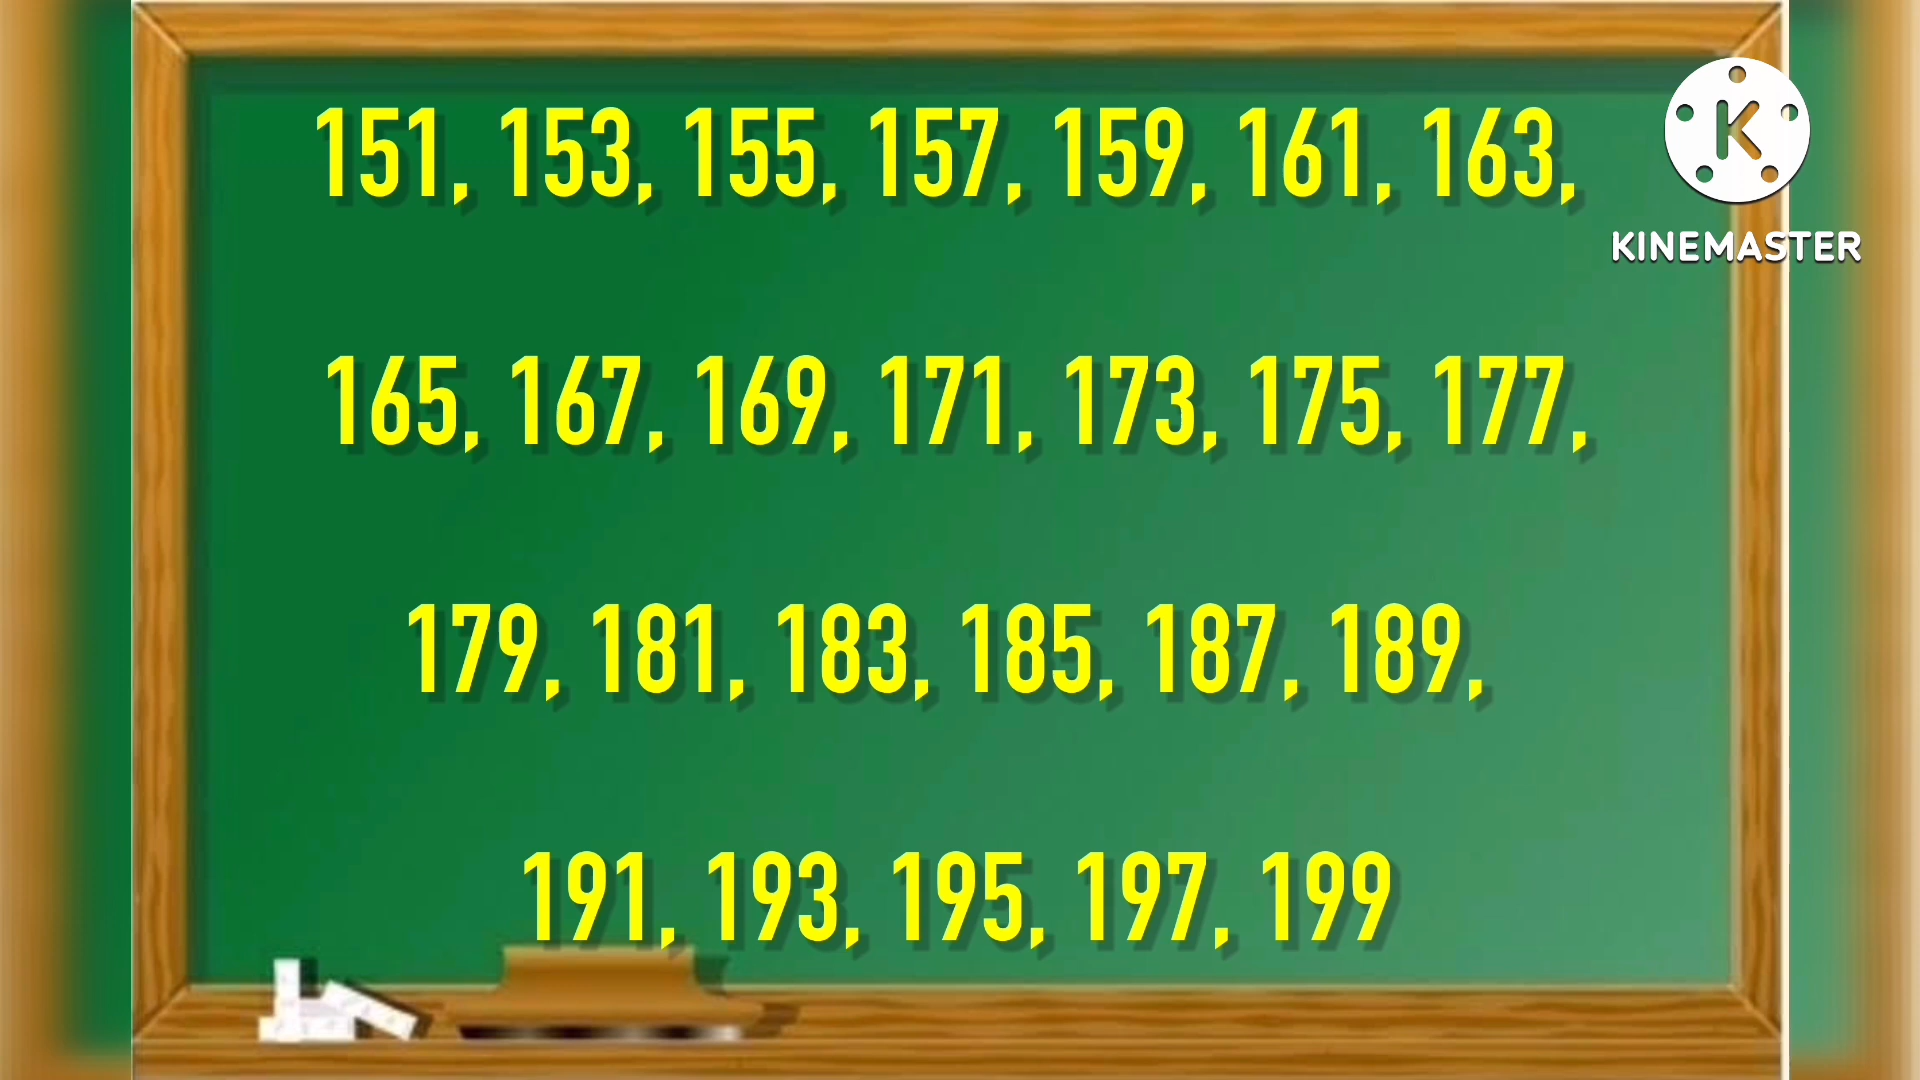 151, 153, 155, 157, 159, 161, 163,
K
KINEMASTER
165, 167, 169, 171, 173, 175, 177,
179, 181, 183, 185, 187, 189,
191, 193, 195, 197, 199